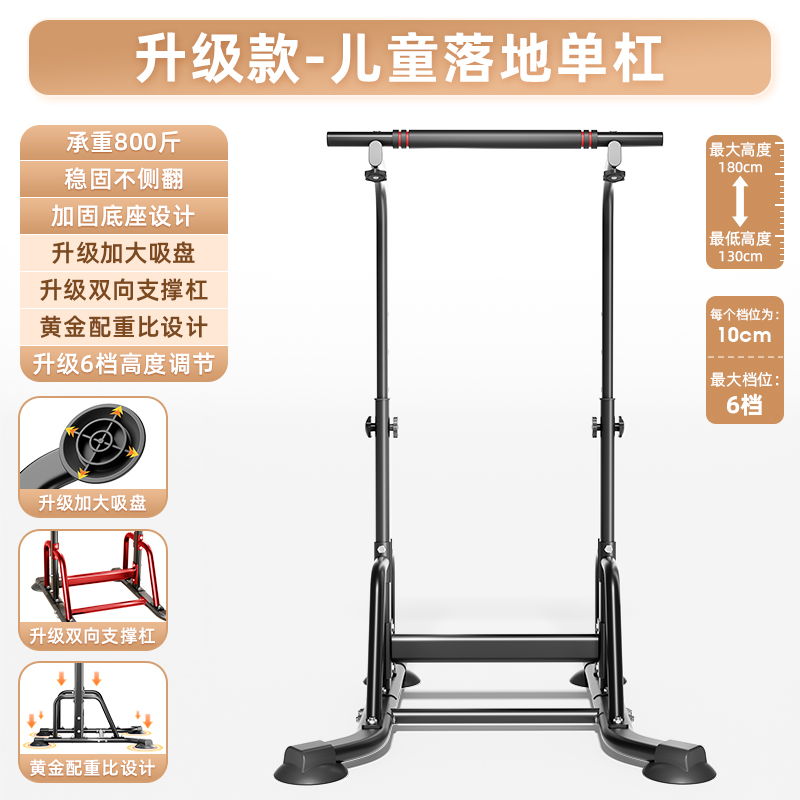 升级款-儿童落地单杠
承重800斤
稳固不侧翻
加固底座设计
升级加大吸盘
升级双向支撑杠
黄金配重比设计
升级6档高度调节
最大高度
180cm
最低高度
130cm
每个档位为:
10cm
最大档位:
6档
升级加大吸盘
升级双向支撑杠
黄金配重比设计